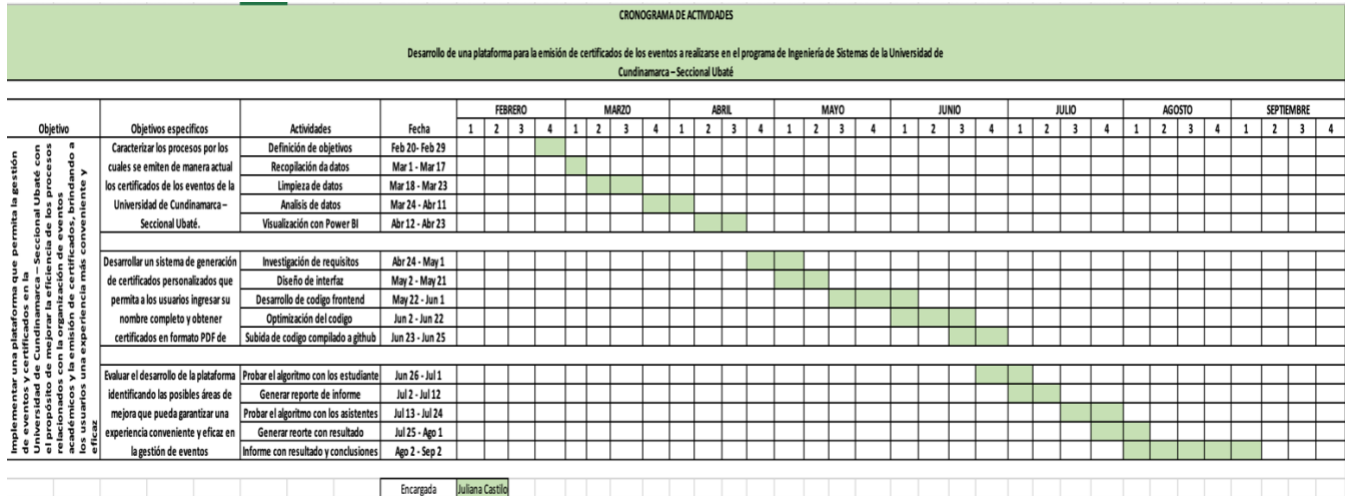 CRONOGRAMA DE ACTIVIDADES
Desarrollo de una plataforma para la emisión de certificados de los eventos a realizarse en el programa de Ingeniería de Sistemas de la Universidad de
Cundinamarca – Seccional Ubaté
FEBRERO MARZO ABRIL MAYO JUNIO JULIO AGOSTO SEPTIEMBRE
Objetivo Objetivos especificos Actividades Fecha 1 2 3 4 1 2 3 4 1 2 3 4 1 2 3 4 1 2 3 4 1 2 3 4 1 2 3 4 1 2 3 4
Implementar una plataforma que permita la gestión
de eventos y certificados en la
Universidad de Cundinamarca – Seccional Ubaté con
el propósito de mejorar la eficiencia de los procesos
relacionados con la organización de eventos
académicos y la emisión de certificados, brindando a
los usuarios una experiencia más conveniente y
eficaz
Caracterizar los procesos por los Definición de objetivos Feb 20- Feb 29
cuales se emiten de manera actual Recopilación da datos Mar 1 - Mar 17
los certificados de los eventos de la Limpieza de datos Mar 18 - Mar 23
Universidad de Cundinamarca – Analisis de datos Mar 24 - Abr 11
Seccional Ubaté. Visualización con Power BI Abr 12 - Abr 23
Desarrollar un sistema de generación Investigación de requisitos Abr 24 - May 1
de certificados personalizados que Diseño de interfaz May 2 - May 21
permita a los usuarios ingresar su Desarrollo de codigo frontend May 22 - Jun 1
nombre completo y obtener Optimización del codigo Jun 2 - Jun 22
certificados en formato PDF de Subida de codigo compilado a github Jun 23 - Jun 25
Evaluar el desarrollo de la plataforma Probar el algoritmo con los estudiante Jun 26 - Jul 1
identificando las posibles áreas de Generar reporte de informe Jul 2 - Jul 12
mejora que pueda garantizar una Probar el algoritmo con los asistentes Jul 13 - Jul 24
experiencia conveniente y eficaz en Generar reorte con resultado Jul 25 - Ago 1
la gestión de eventos Informe con resultado y conclusiones Ago 2 - Sep 2
Encargada Juliana Castilo